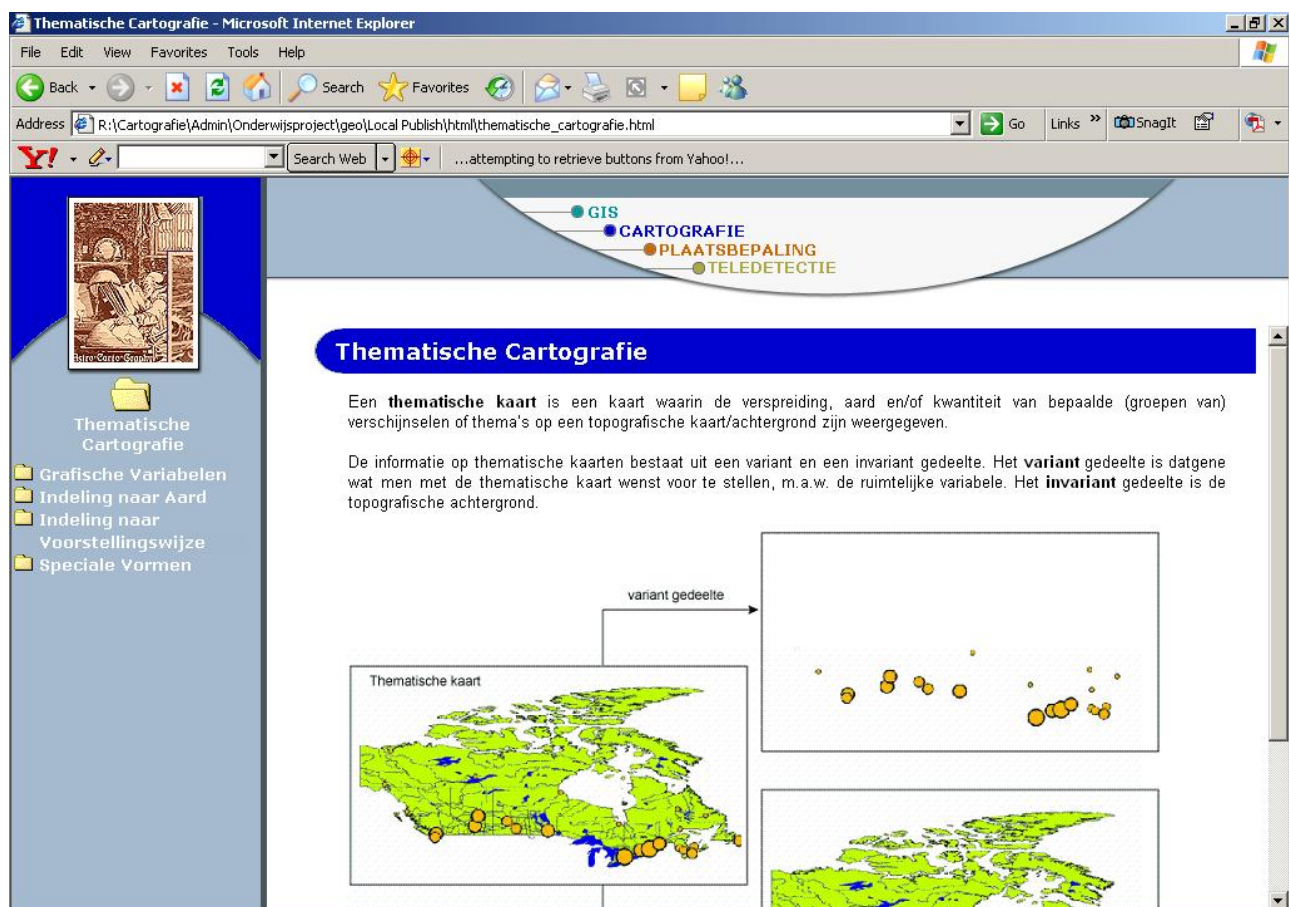 Thematische Cartografie - Microsoft Internet Explorer
File Edit View Favorites Tools Help
Back Search Favorites
Address R:\Cartografie\Admin\Onderwijsproject\geo\Local Publish\html\thematische_cartografie.html Go Links » SnagIt
Y! Search Web ...attempting to retrieve buttons from Yahoo!...
GIS
CARTOGRAFIE
PLAATSBEPALING
TELEDETECTIE
Astro-Carto-Graphi
Thematische
Cartografie
Grafische Variabelen
Indeling naar Aard
Indeling naar
Voorstellingswijze
Speciale Vormen
Thematische Cartografie
Een thematische kaart is een kaart waarin de verspreiding, aard en/of kwantiteit van bepaalde (groepen van)
verschijnselen of thema's op een topografische kaart/achtergrond zijn weergegeven.
De informatie op thematische kaarten bestaat uit een variant en een invariant gedeelte. Het variant gedeelte is datgene
wat men met de thematische kaart wenst voor te stellen, m.a.w. de ruimtelijke variabele. Het invariant gedeelte is de
topografische achtergrond.
variant gedeelte
Thematische kaart